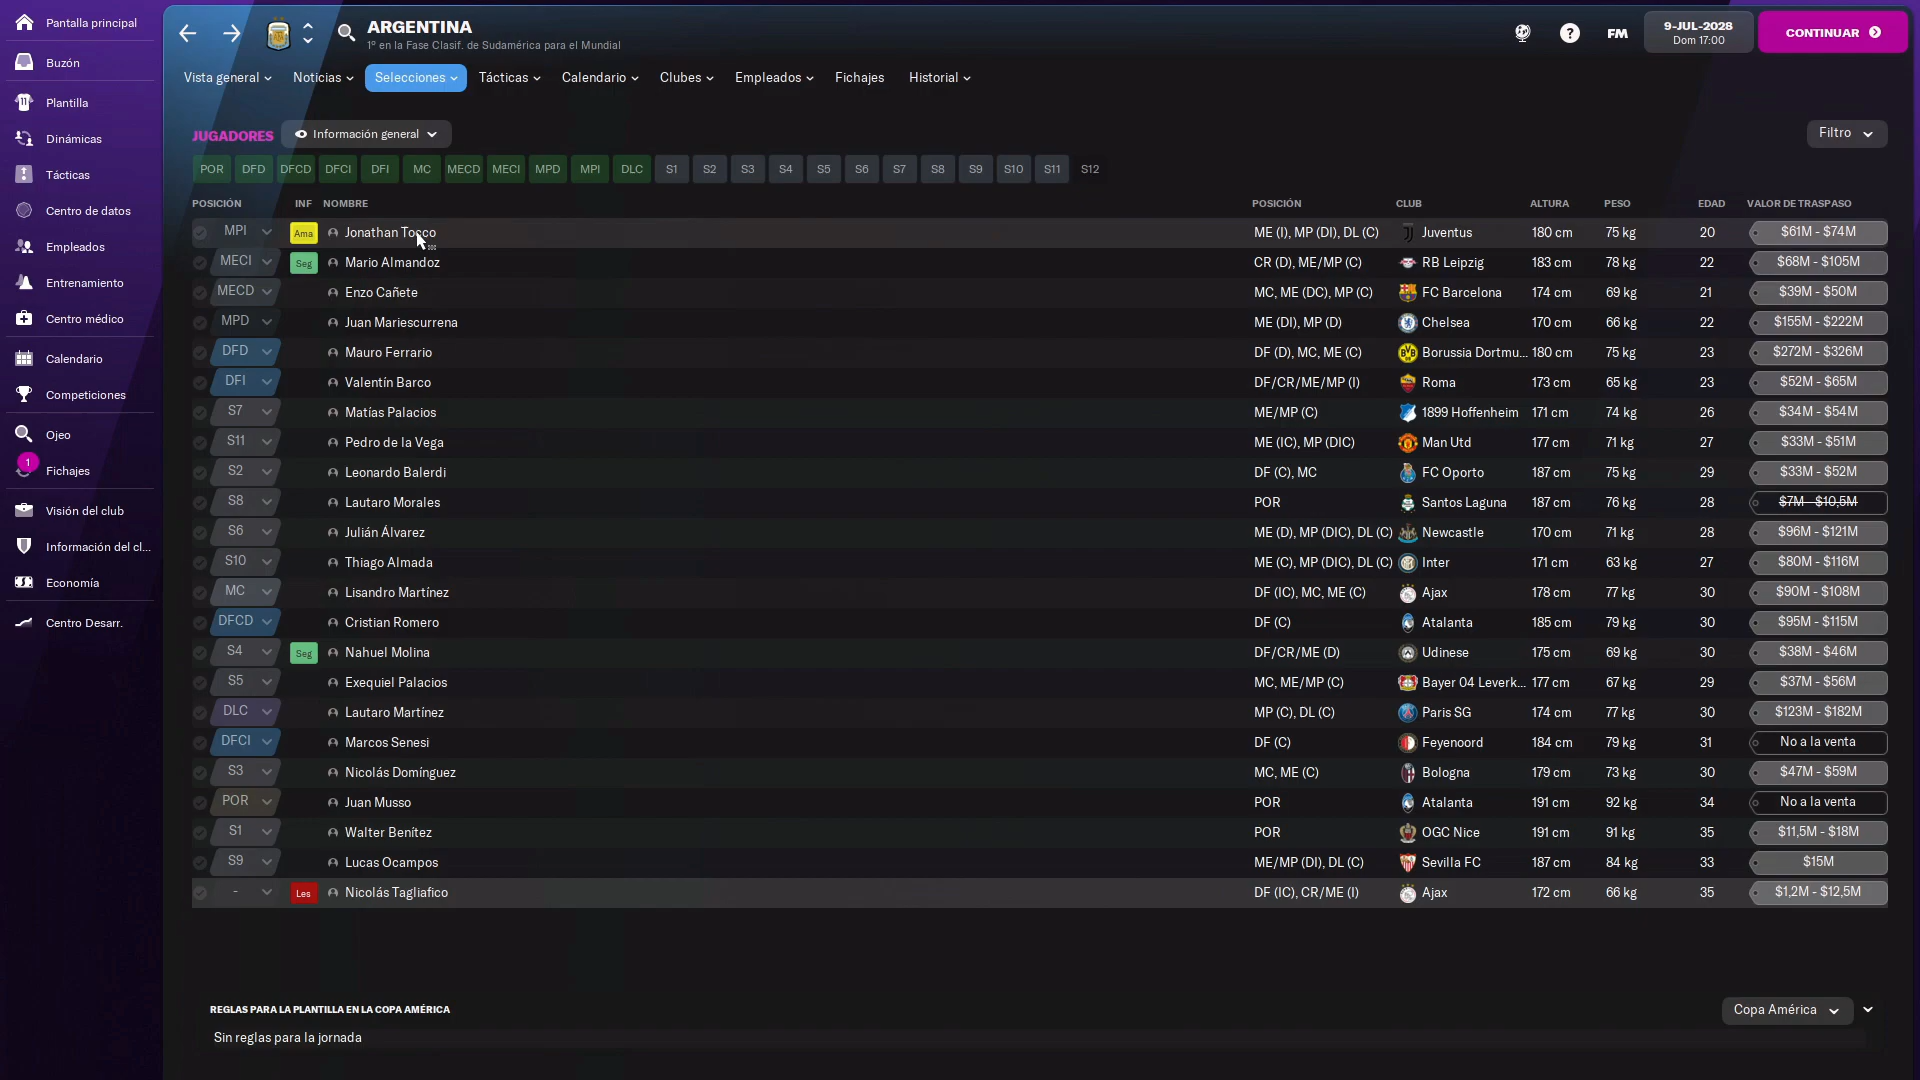 Pantalla principal
Buzón
Plantilla
Dinámicas
Tácticas
Centro de datos
Empleados
Entrenamiento
Centro médico
Calendario
Competiciones
Ojeo
1
Fichajes
Visión del club
Información del cl...
Economía
Centro Desarr.
ARGENTINA
1º en la Fase Clasif. de Sudamérica para el Mundial
? FM 9-JUL-2028 Dom 17:00 CONTINUAR
Vista general Noticias Selecciones Tácticas Calendario Clubes Empleados Fichajes Historial
JUGADORES Información general Filtro
POR DFD DFCD DFCI DFI MC MECD MECI MPD MPI DLC S1 S2 S3 S4 S5 S6 S7 S8 S9 S10 S11 S12
POSICIÓN INF NOMBRE POSICIÓN CLUB ALTURA PESO EDAD VALOR DE TRASPASO
MPI Ama Jonathan Tocco ME (I), MP (DI), DL (C) Juventus 180 cm 75 kg 20 $61M - $74M
MECI Seg Mario Almandoz CR (D), ME/MP (C) RB Leipzig 183 cm 78 kg 22 $68M - $105M
MECD Enzo Cañete MC, ME (DC), MP (C) FC Barcelona 174 cm 69 kg 21 $39M - $50M
MPD Juan Mariescurrena ME (DI), MP (D) Chelsea 170 cm 66 kg 22 $155M - $222M
DFD Mauro Ferrario DF (D), MC, ME (C) Borussia Dortmu... 180 cm 75 kg 23 $272M - $326M
DFI Valentín Barco DF/CR/ME/MP (I) Roma 173 cm 65 kg 23 $52M - $65M
S7 Matías Palacios ME/MP (C) 1899 Hoffenheim 171 cm 74 kg 26 $34M - $54M
S11 Pedro de la Vega ME (IC), MP (DIC) Man Utd 177 cm 71 kg 27 $33M - $51M
S2 Leonardo Balerdi DF (C), MC FC Oporto 187 cm 75 kg 29 $33M - $52M
S8 Lautaro Morales POR Santos Laguna 187 cm 76 kg 28 $7M - $10,5M
S6 Julián Álvarez ME (D), MP (DIC), DL (C) Newcastle 170 cm 71 kg 28 $96M - $121M
S10 Thiago Almada ME (C), MP (DIC), DL (C) Inter 171 cm 63 kg 27 $80M - $116M
MC Lisandro Martínez DF (IC), MC, ME (C) Ajax 178 cm 77 kg 30 $90M - $108M
DFCD Cristian Romero DF (C) Atalanta 185 cm 79 kg 30 $95M - $115M
S4 Seg Nahuel Molina DF/CR/ME (D) Udinese 175 cm 69 kg 30 $38M - $46M
S5 Exequiel Palacios MC, ME/MP (C) Bayer 04 Leverk... 177 cm 67 kg 29 $37M - $56M
DLC Lautaro Martínez MP (C), DL (C) Paris SG 174 cm 77 kg 30 $123M - $182M
DFCI Marcos Senesi DF (C) Feyenoord 184 cm 79 kg 31 No a la venta
S3 Nicolás Domínguez MC, ME (C) Bologna 179 cm 73 kg 30 $47M - $59M
POR Juan Musso POR Atalanta 191 cm 92 kg 34 No a la venta
S1 Walter Benítez POR OGC Nice 191 cm 91 kg 35 $11,5M - $18M
S9 Lucas Ocampos ME/MP (DI), DL (C) Sevilla FC 187 cm 84 kg 33 $15M
- Les Nicolás Tagliafico DF (IC), CR/ME (I) Ajax 172 cm 66 kg 35 $1,2M - $12,5M
REGLAS PARA LA PLANTILLA EN LA COPA AMÉRICA Copa América
Sin reglas para la jornada